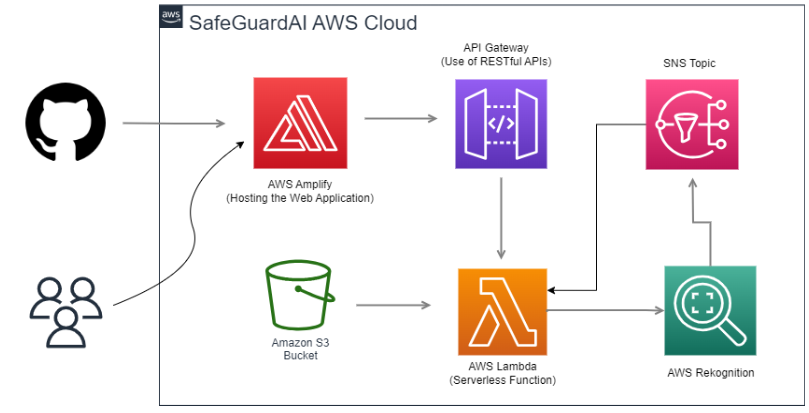 aws
SafeGuardAI AWS Cloud
API Gateway
(Use of RESTful APIs)
SNS Topic
</>
AWS Amplify
(Hosting the Web Application)
Amazon S3
Bucket
AWS Lambda
(Serverless Function)
AWS Rekognition